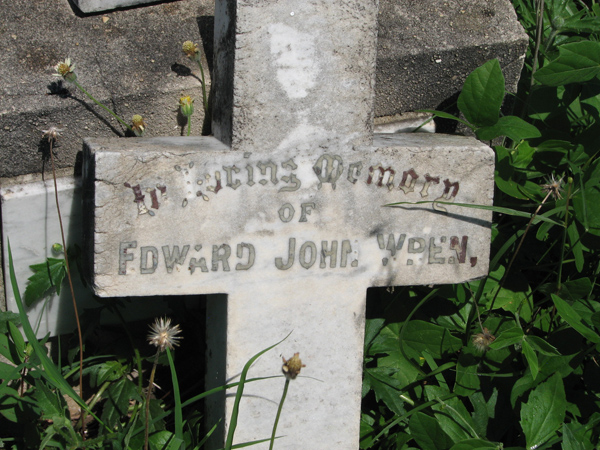 In Loving Memory
OF
EDWARD JOHN WREN,